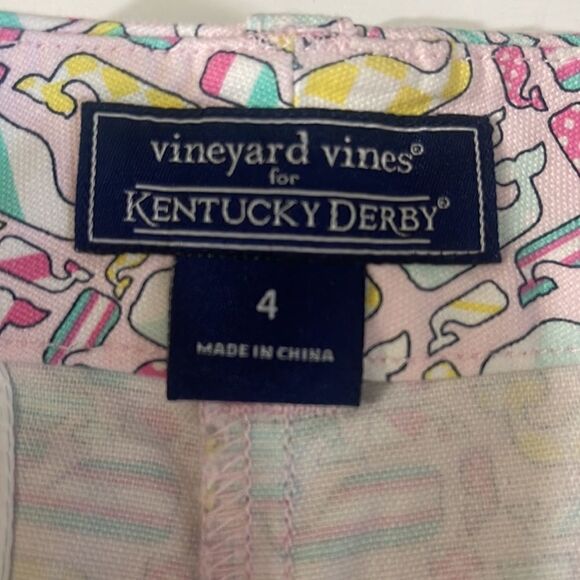 vineyard vines®
for
KENTUCKY DERBY®
4
MADE IN CHINA